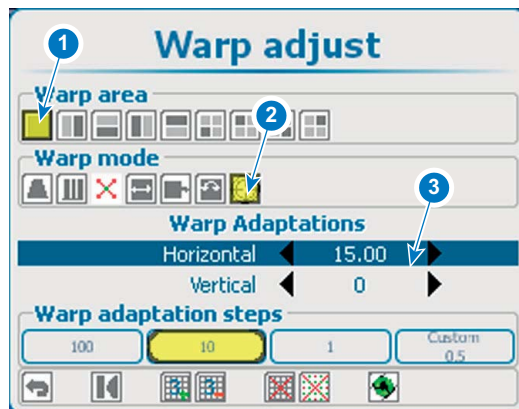 1
Warp adjust
Warp area
2
Warp mode
3
Warp Adaptations
Horizontal 15.00
Vertical 0
Warp adaptation steps
100 10 1 Custom
0.5